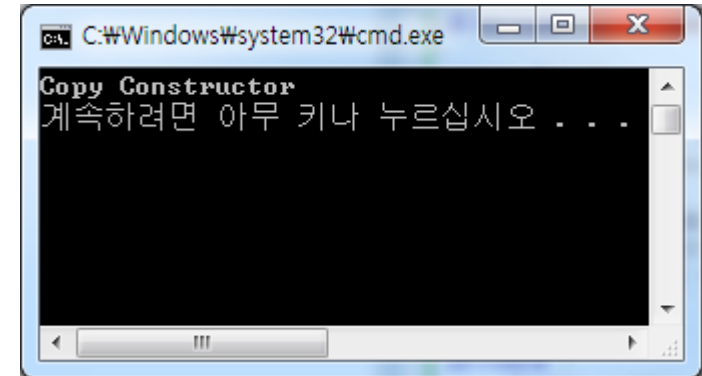 C:₩Windows₩system32₩cmd.exe
Copy Constructor
계속하려면 아무 키나 누르십시오 . . .